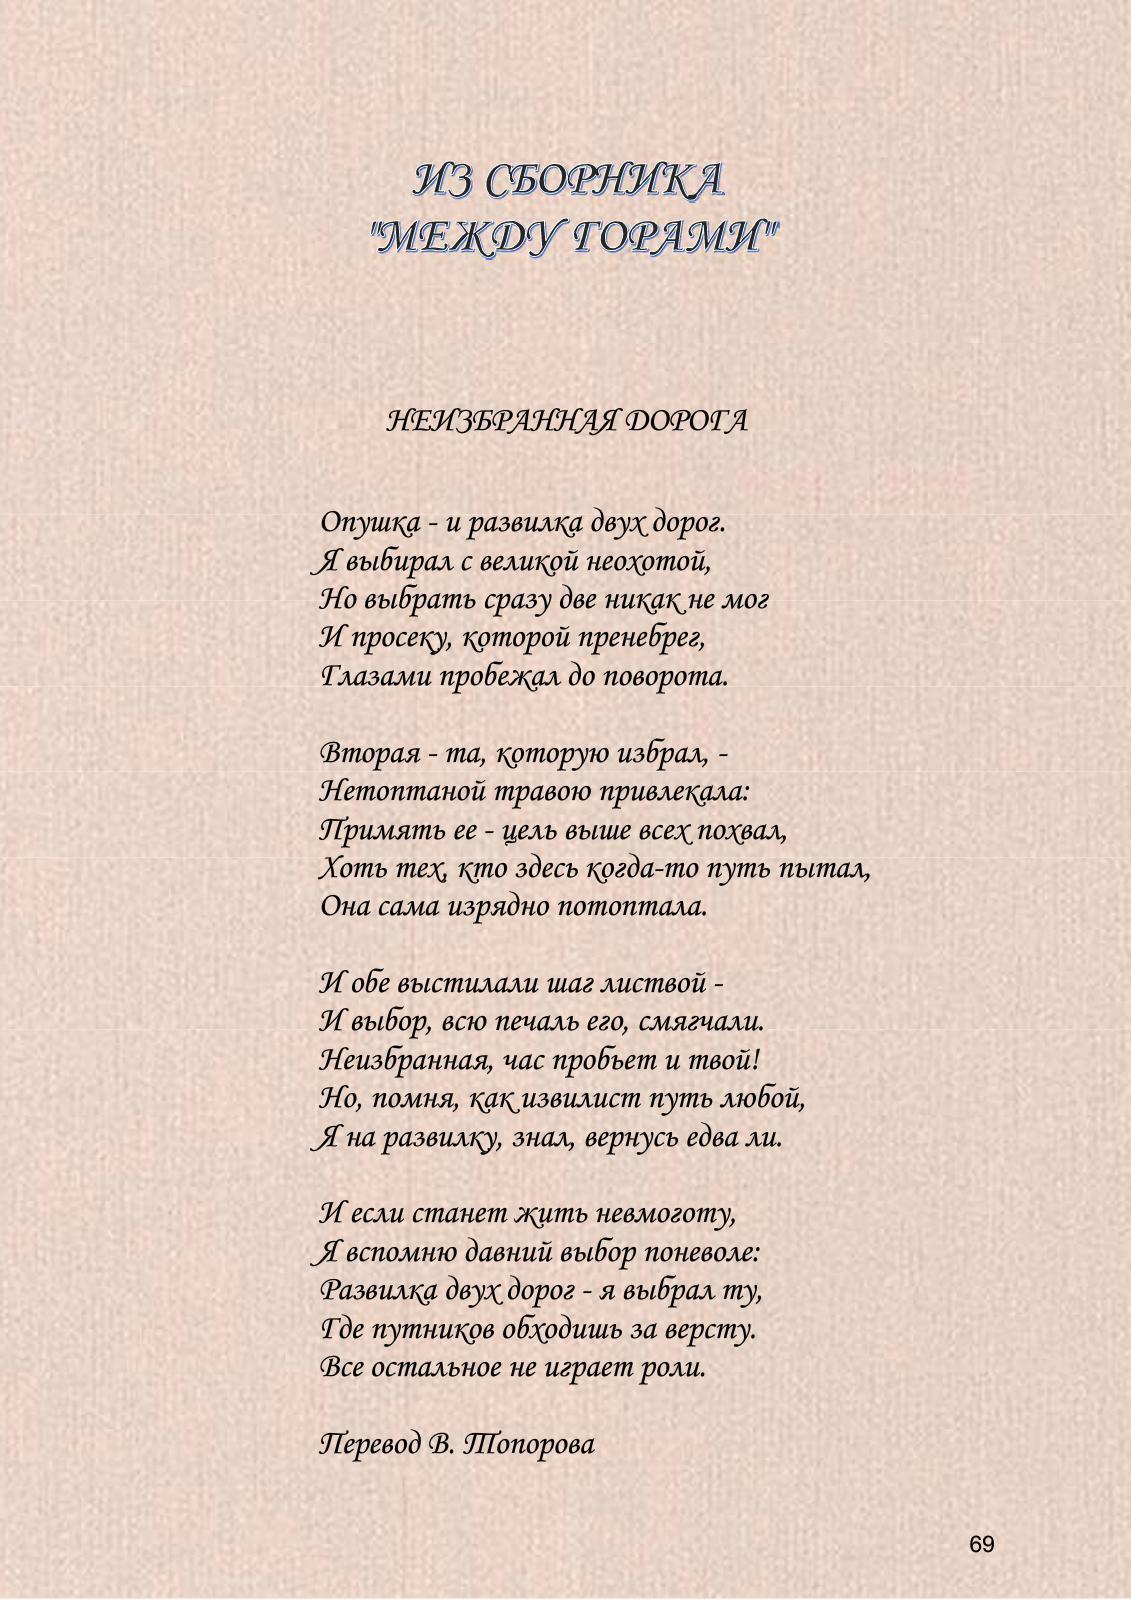 ИЗ СБОРНИКА
"МЕЖДУ ГОРАМИ"
НЕИЗБРАННАЯ ДОРОГА
Опушка - и развилка двух дорог.
Я выбирал с великой неохотой,
Но выбрать сразу две никак не мог
И просеку, которой пренебрег,
Глазами пробежал до поворота.
Вторая - та, которую избрал, -
Нетоптаной травою привлекала:
Примять ее - цель выше всех похвал,
Хоть тех, кто здесь когда-то путь пытал,
Она сама изрядно потоптала.
И обе выстилали шаг листвой -
И выбор, всю печаль его, смягчали.
Неизбранная, час пробьет и твой!
Но, помня, как извилист путь любой,
Я на развилку, знал, вернусь едва ли.
И если станет жить невмоготу,
Я вспомню давний выбор поневоле:
Развилка двух дорог - я выбрал ту,
Где путников обходишь за версту.
Все остальное не играет роли.
Перевод В. Топорова
69